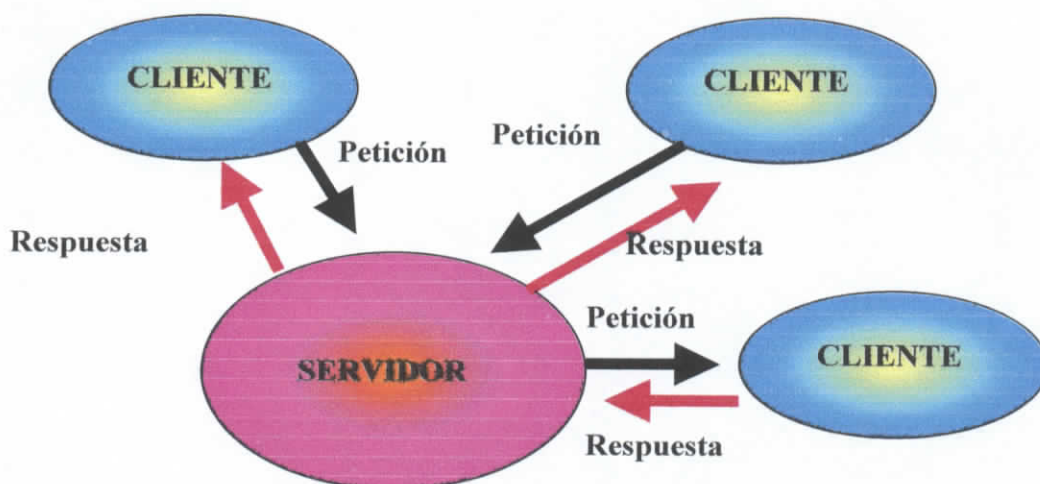 CLIENTE
CLIENTE
Petición
Petición
Respuesta
Respuesta
Petición
SERVIDOR
CLIENTE
Respuesta